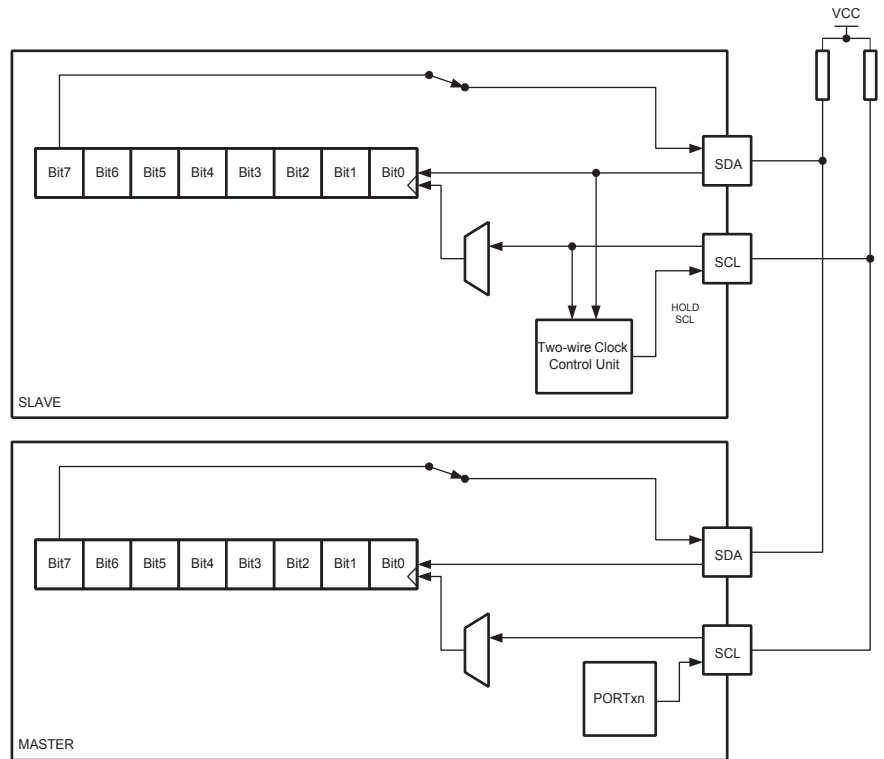 VCC
Bit7 Bit6 Bit5 Bit4 Bit3 Bit2 Bit1 Bit0
SDA
SCL
HOLD
SCL
Two-wire Clock
Control Unit
SLAVE
Bit7 Bit6 Bit5 Bit4 Bit3 Bit2 Bit1 Bit0
SDA
SCL
PORTxn
MASTER